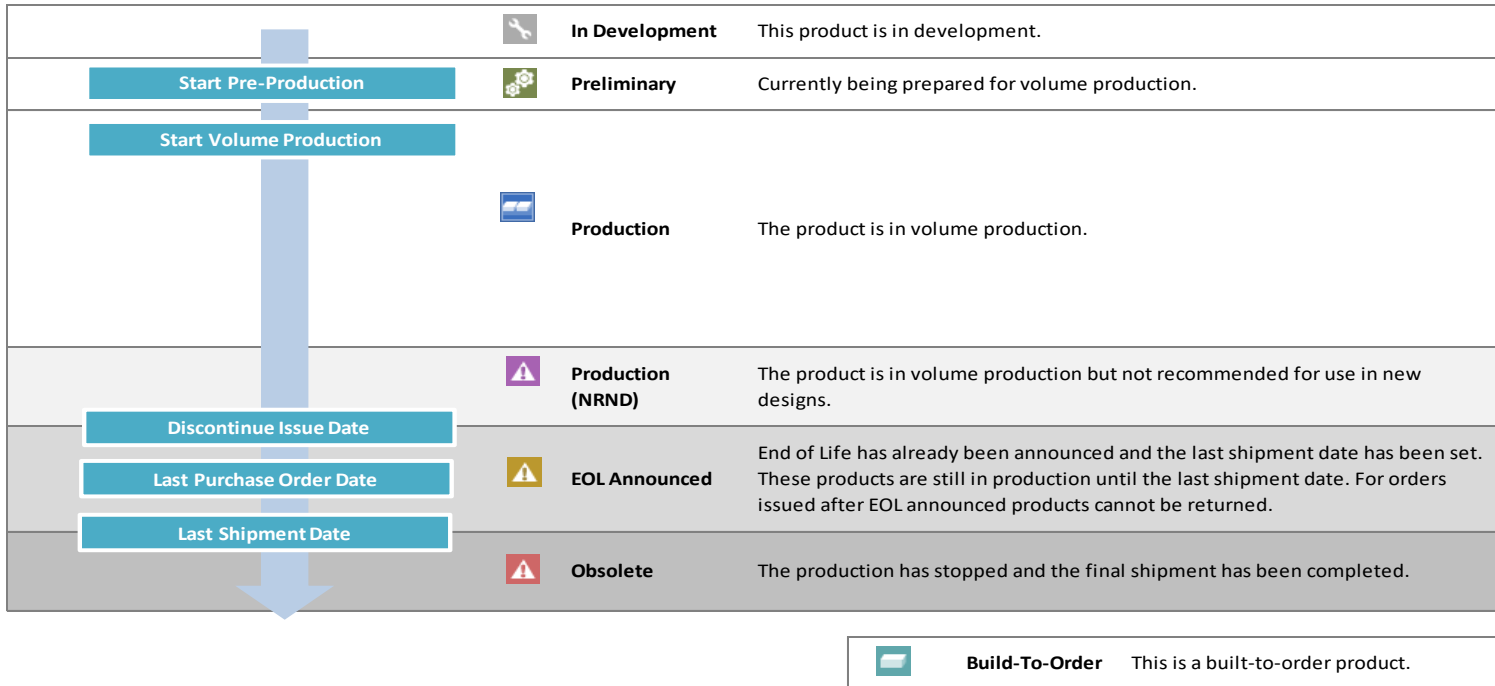 In Development This product is in development.
Start Pre-Production Preliminary Currently being prepared for volume production.
Start Volume Production
Production The product is in volume production.
Production
(NRND)
The product is in volume production but not recommended for use in new
designs.
Discontinue Issue Date
Last Purchase Order Date
EOL Announced
End of Life has already been announced and the last shipment date has been set.
These products are still in production until the last shipment date. For orders
issued after EOL announced products cannot be returned.
Last Shipment Date
Obsolete The production has stopped and the final shipment has been completed.
Build-To-Order This is a built-to-order product.